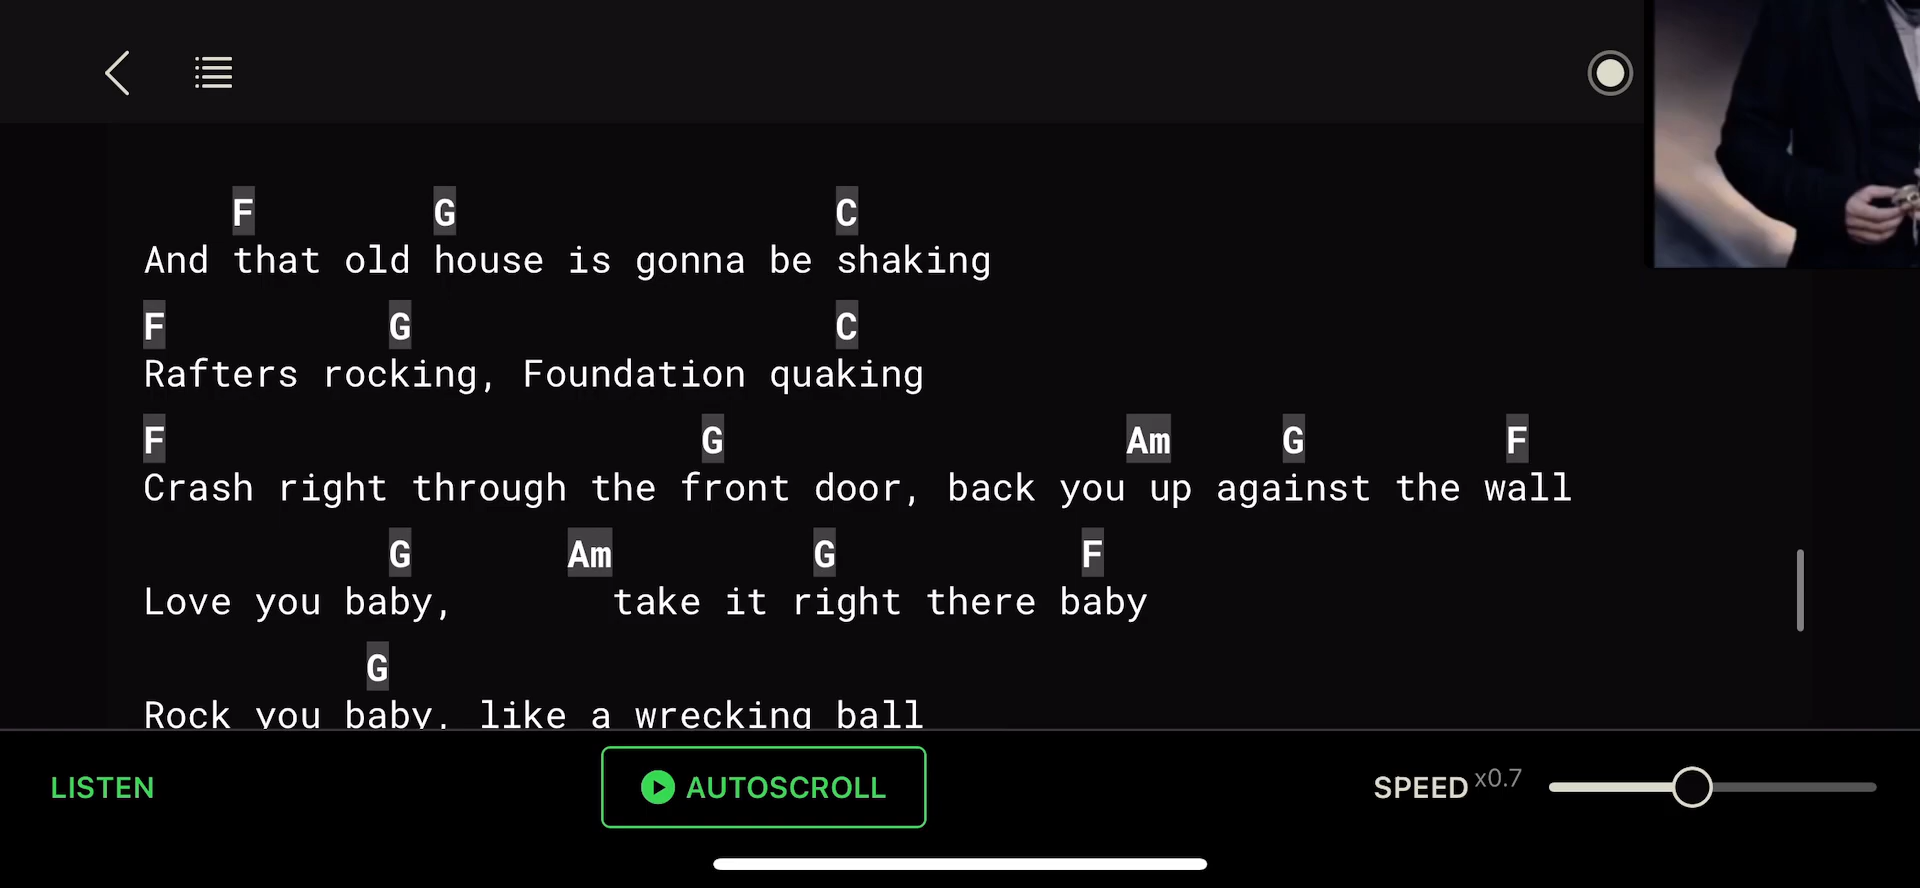 F G C
And that old house is gonna be shaking
F G C
Rafters rocking, Foundation quaking
F G Am G F
Crash right through the front door, back you up against the wall
G Am G F
Love you baby, take it right there baby
G
Rock you baby, like a wrecking ball
LISTEN AUTOSCROLL SPEED x0.7